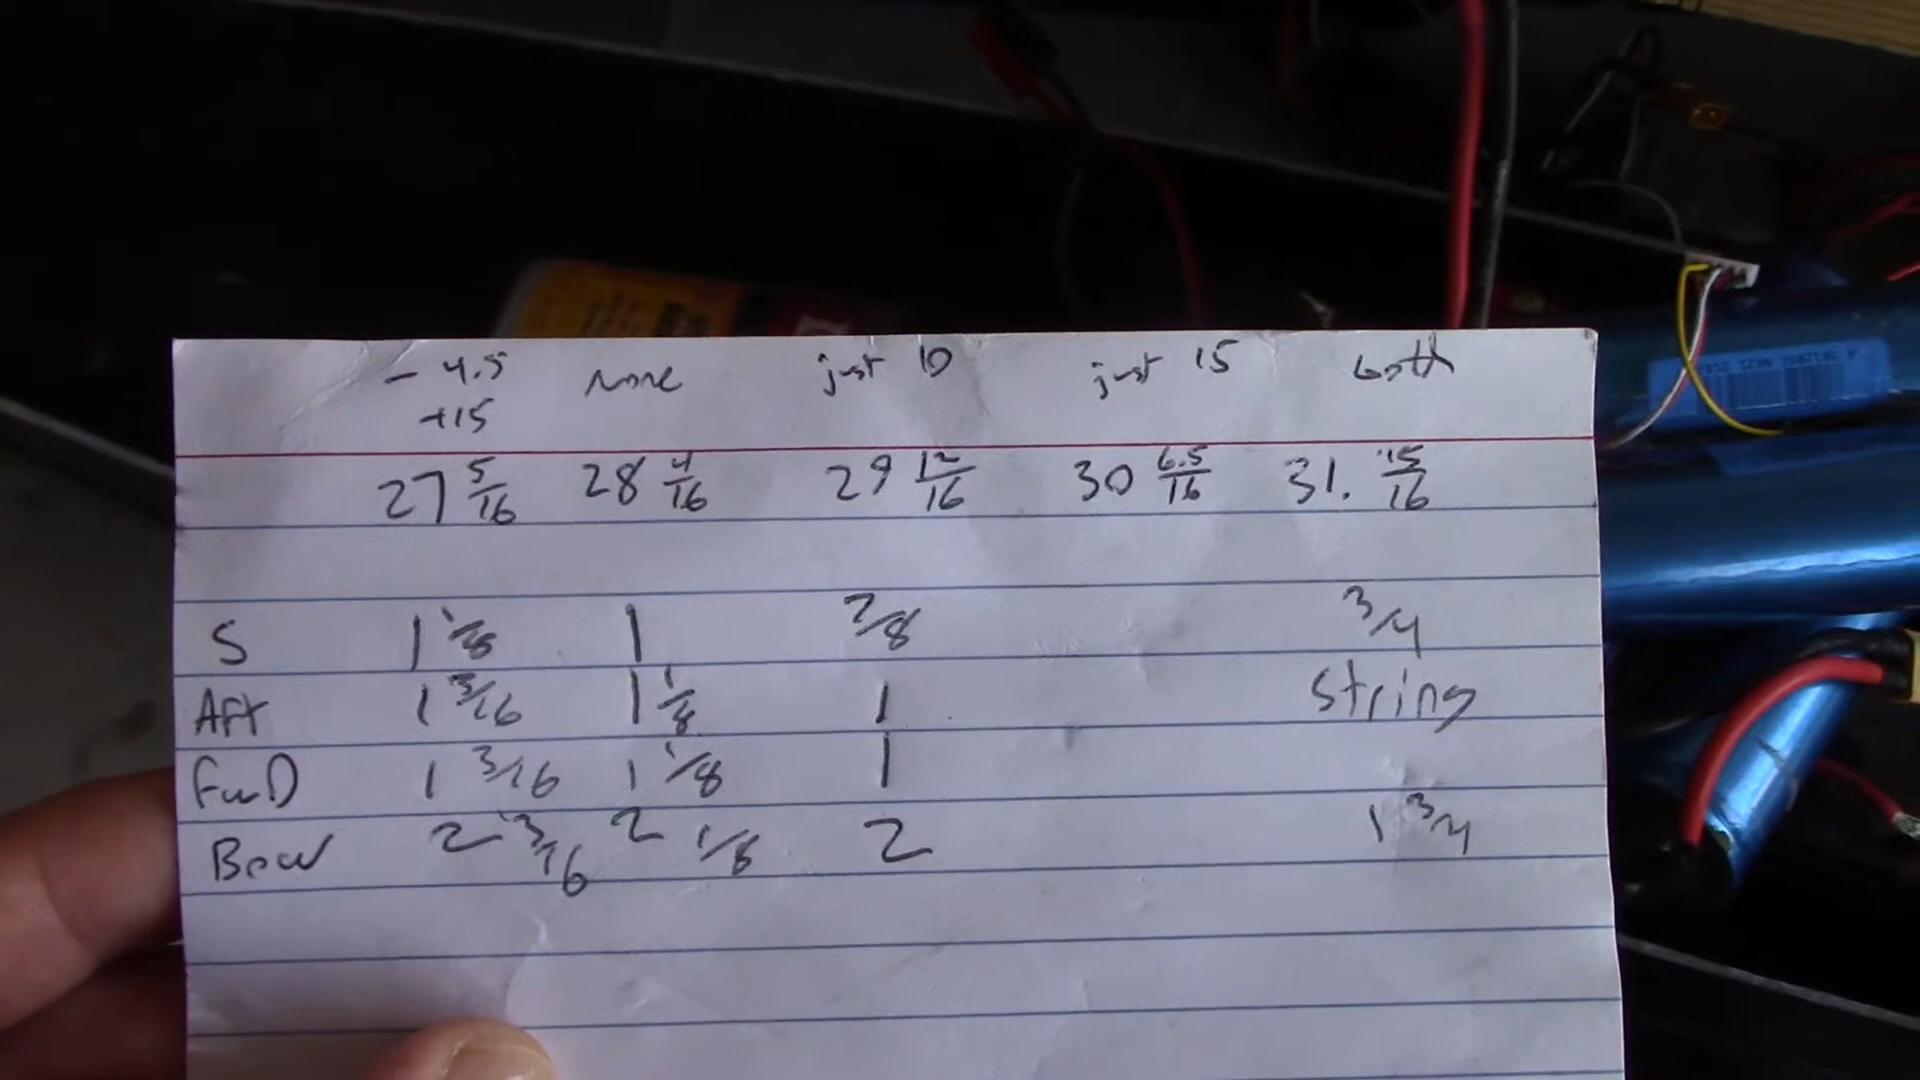 - 4.5 none just 10 just 15 both
+15
27 5/16 28 4/16 29 12/16 30 6.5/16 31. 15/16
S 1 1/8 1 7/8 3/4
Aft 1 3/16 1 1/8 1 string
FwD 1 3/16 1 1/8 1
Bow 2 3/16 2 1/8 2 1 3/4